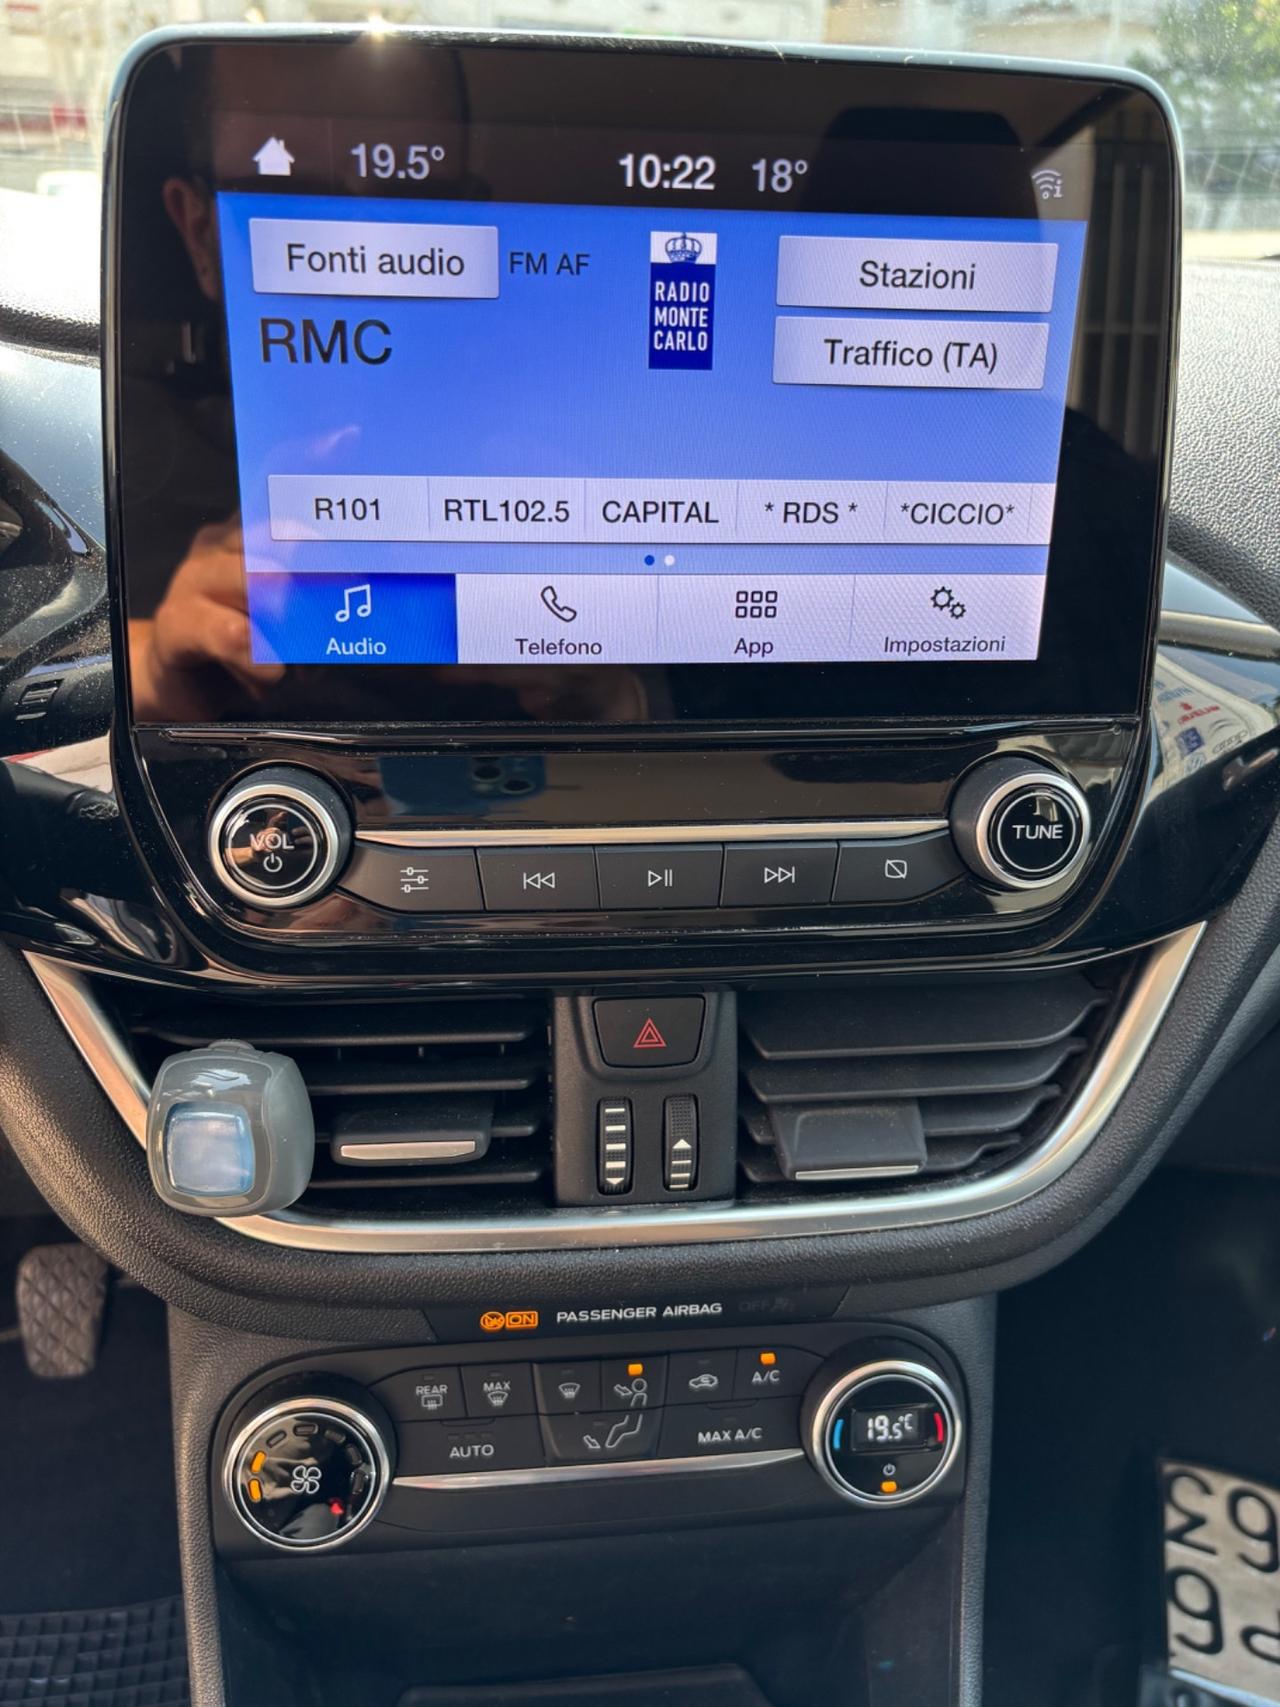 19.5°
10:22
18°
Fonti audio
FM AF
RADIO
MONTE
CARLO
Stazioni
RMC
Traffico (TA)
R101
RTL102.5
CAPITAL
* RDS *
*CICCIO*
Audio
Telefono
App
Impostazioni
VOL
TUNE
ON
PASSENGER AIRBAG
OFF
REAR
MAX
A/C
AUTO
MAX A/C
19.5°C